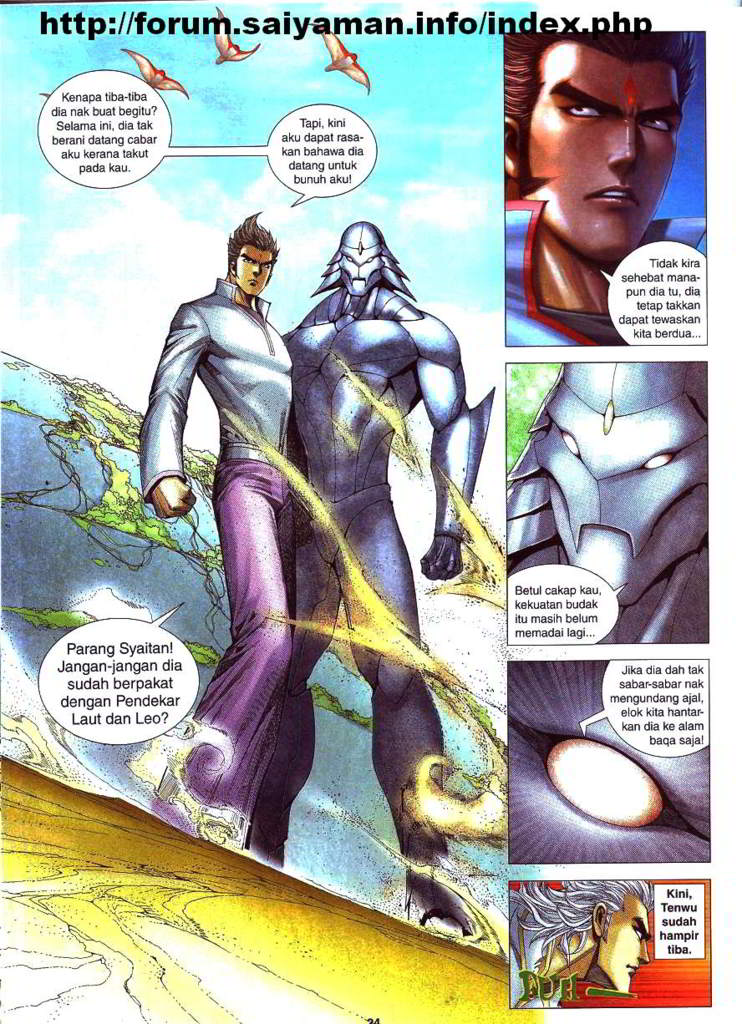 http://forum.saiyaman.info/index.php
Kenapa tiba-tiba
dia nak buat begitu?
Selama ini, dia tak
berani datang cabar
aku kerana takut
pada kau.
Tapi, kini
aku dapat rasa-
kan bahawa dia
datang untuk
bunuh aku!
Parang Syaitan!
Jangan-jangan dia
sudah berpakat
dengan Pendekar
Laut dan Leo?
Tidak kira
sehebat mana-
pun dia tu, dia
tetap takkan
dapat tewaskan
kita berdua...
Betul cakap kau,
kekuatan budak
itu masih belum
memadai lagi...
Jika dia dah tak
sabar-sabar nak
mengundang ajal,
elok kita hantar-
kan dia ke alam
baqa saja!
Kini,
Tenwu
sudah
hampir
tiba.
24